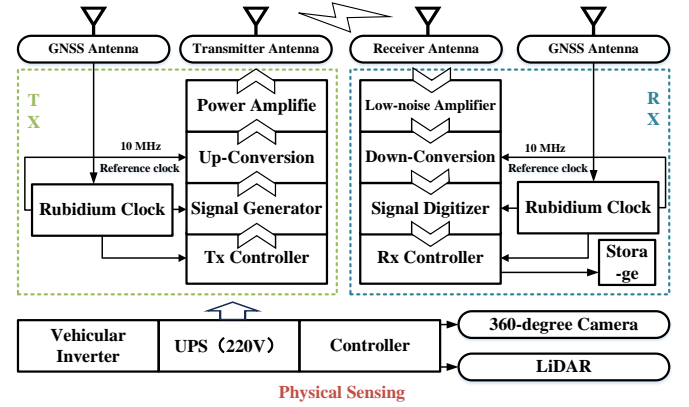 GNSS Antenna
Transmitter Antenna
Receiver Antenna
GNSS Antenna
T
X
Power Amplifie
Up-Conversion
Signal Generator
Tx Controller
10 MHz
Reference clock
Rubidium Clock
Low-noise Amplifier
Down-Conversion
Signal Digitizer
Rx Controller
R
X
10 MHz
Reference clock
Rubidium Clock
Stora
-ge
Vehicular
Inverter
UPS（220V）
Controller
360-degree Camera
LiDAR
Physical Sensing